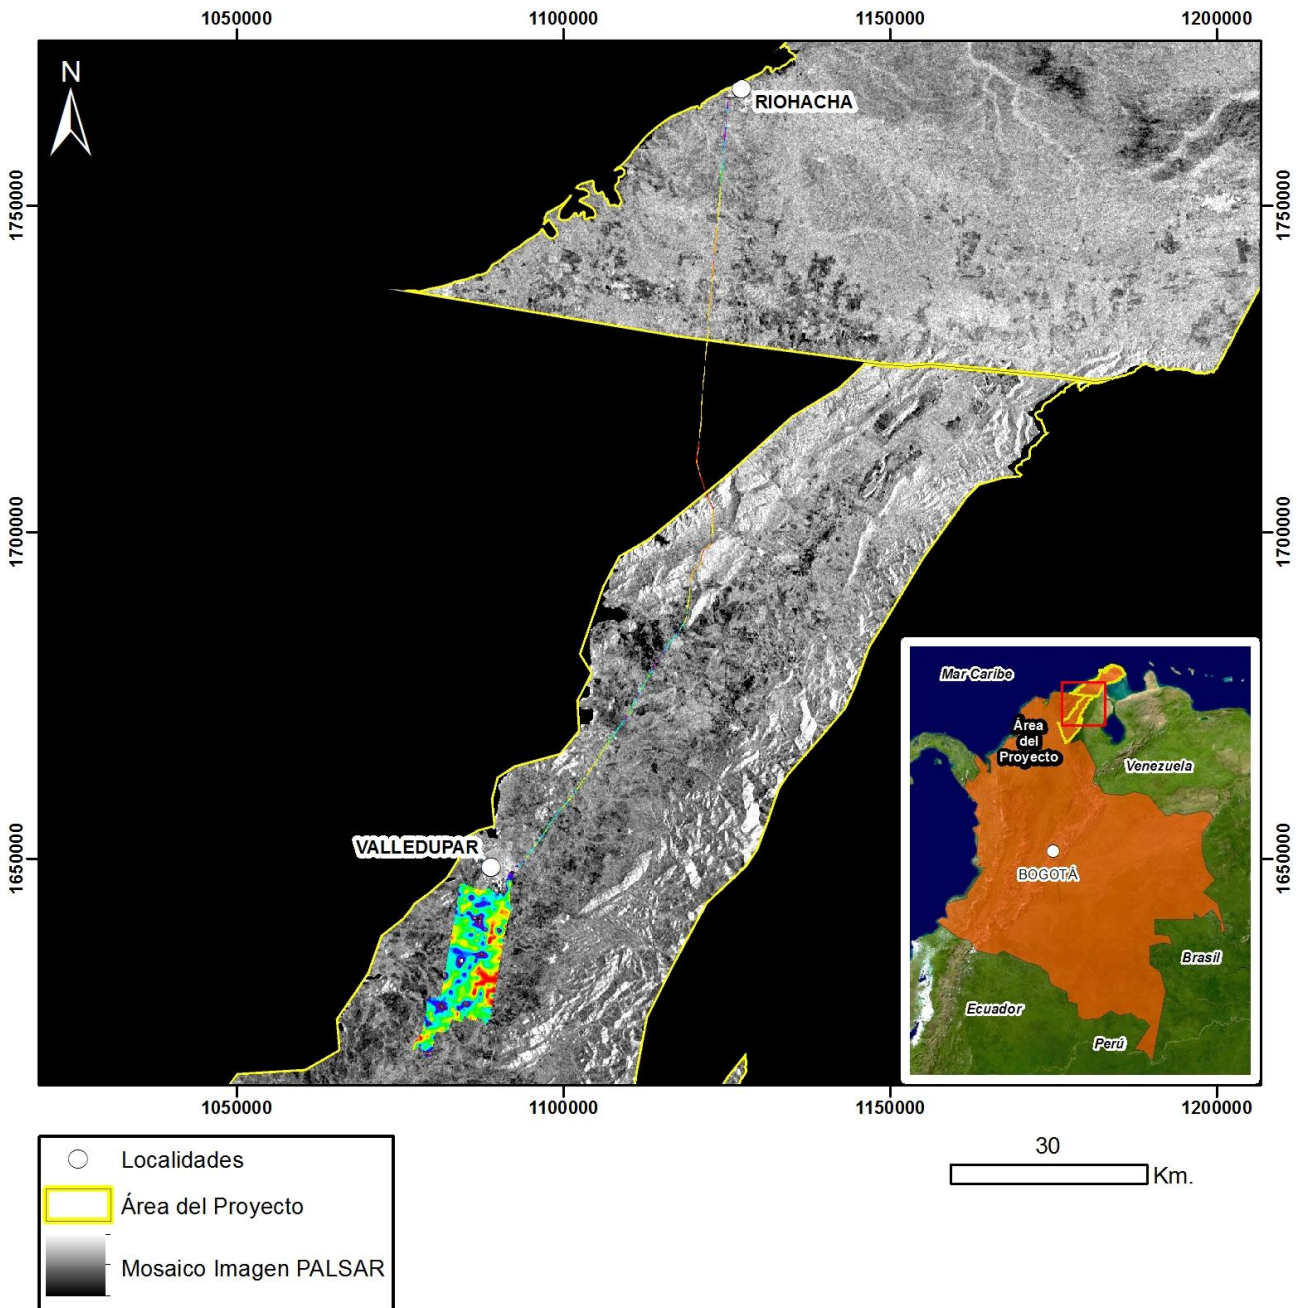 1050000
1100000
1150000
1200000
N
RIOHACHA
1750000
1750000
1700000
1700000
VALLEDUPAR
1650000
1650000
Mar Caribe
Área
del
Proyecto
Venezuela
BOGOTÁ
Brasil
Ecuador
Perú
1050000
1100000
1150000
1200000
Localidades
Área del Proyecto
Mosaico Imagen PALSAR
30
Km.